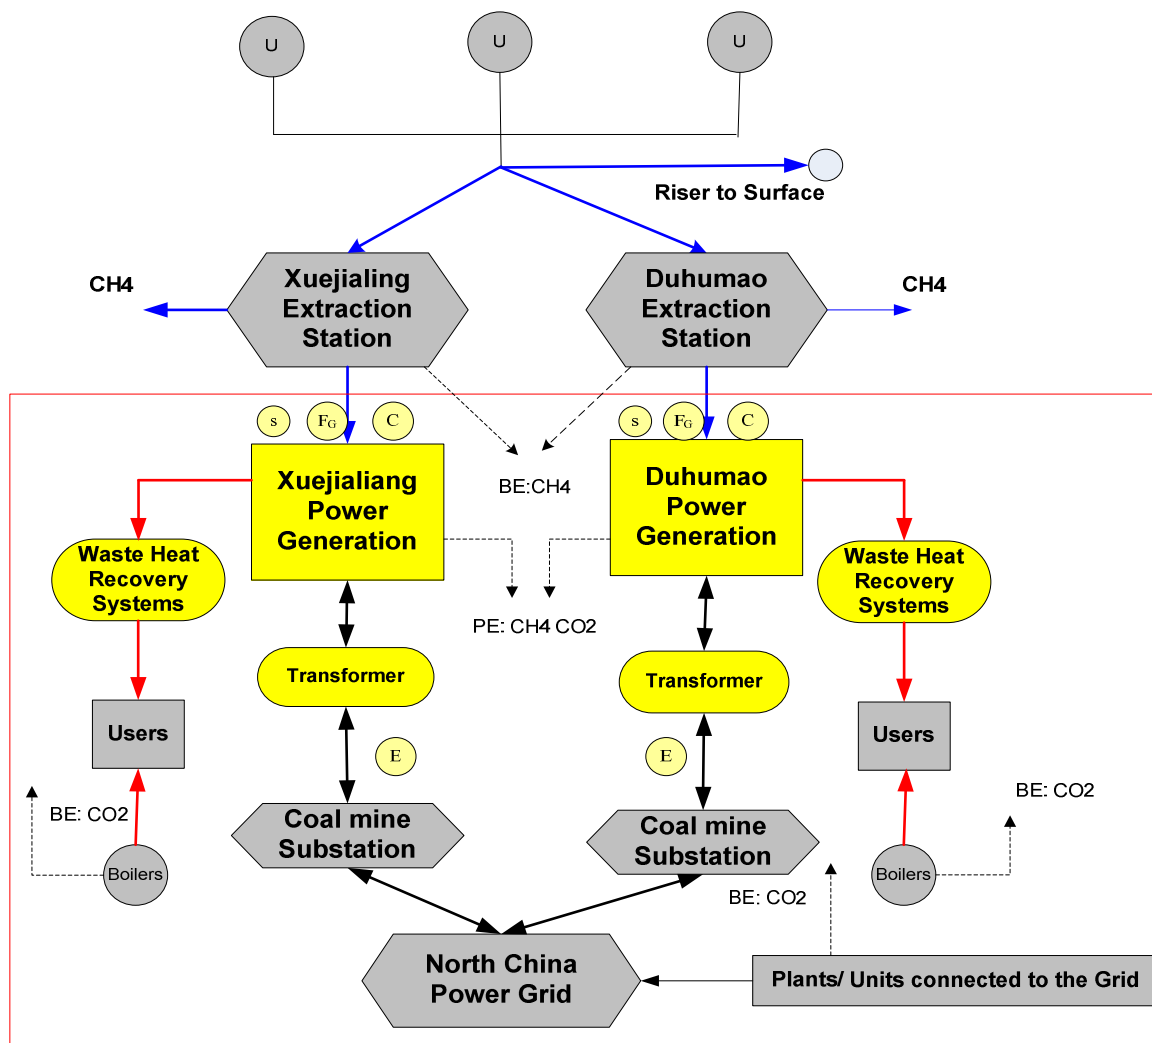 U
U
U
Riser to Surface
CH4
Xuejialing
Extraction
Station
Duhumao
Extraction
Station
CH4
s
FG
C
s
FG
C
BE:CH4
Xuejialiang
Power
Generation
Duhumao
Power
Generation
Waste Heat
Recovery
Systems
Waste Heat
Recovery
Systems
PE: CH4 CO2
Transformer
Transformer
Users
Users
E
E
BE: CO2
BE: CO2
Coal mine
Substation
Coal mine
Substation
Boilers
Boilers
BE: CO2
North China
Power Grid
Plants/ Units connected to the Grid